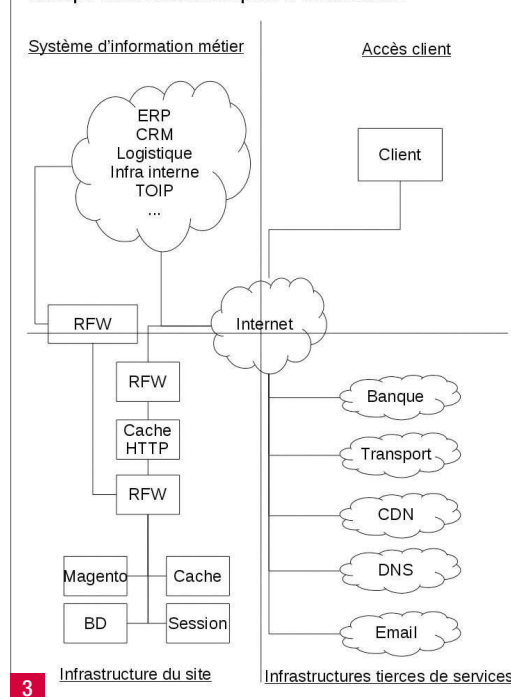 Système d'information métier
Accès client
ERP
CRM
Logistique
Infra interne
TOIP
...
Client
RFW
Internet
RFW
Cache
HTTP
RFW
Magento
Cache
BD
Session
Banque
Transport
CDN
DNS
Email
Infrastructure du site
Infrastructures tierces de services
3